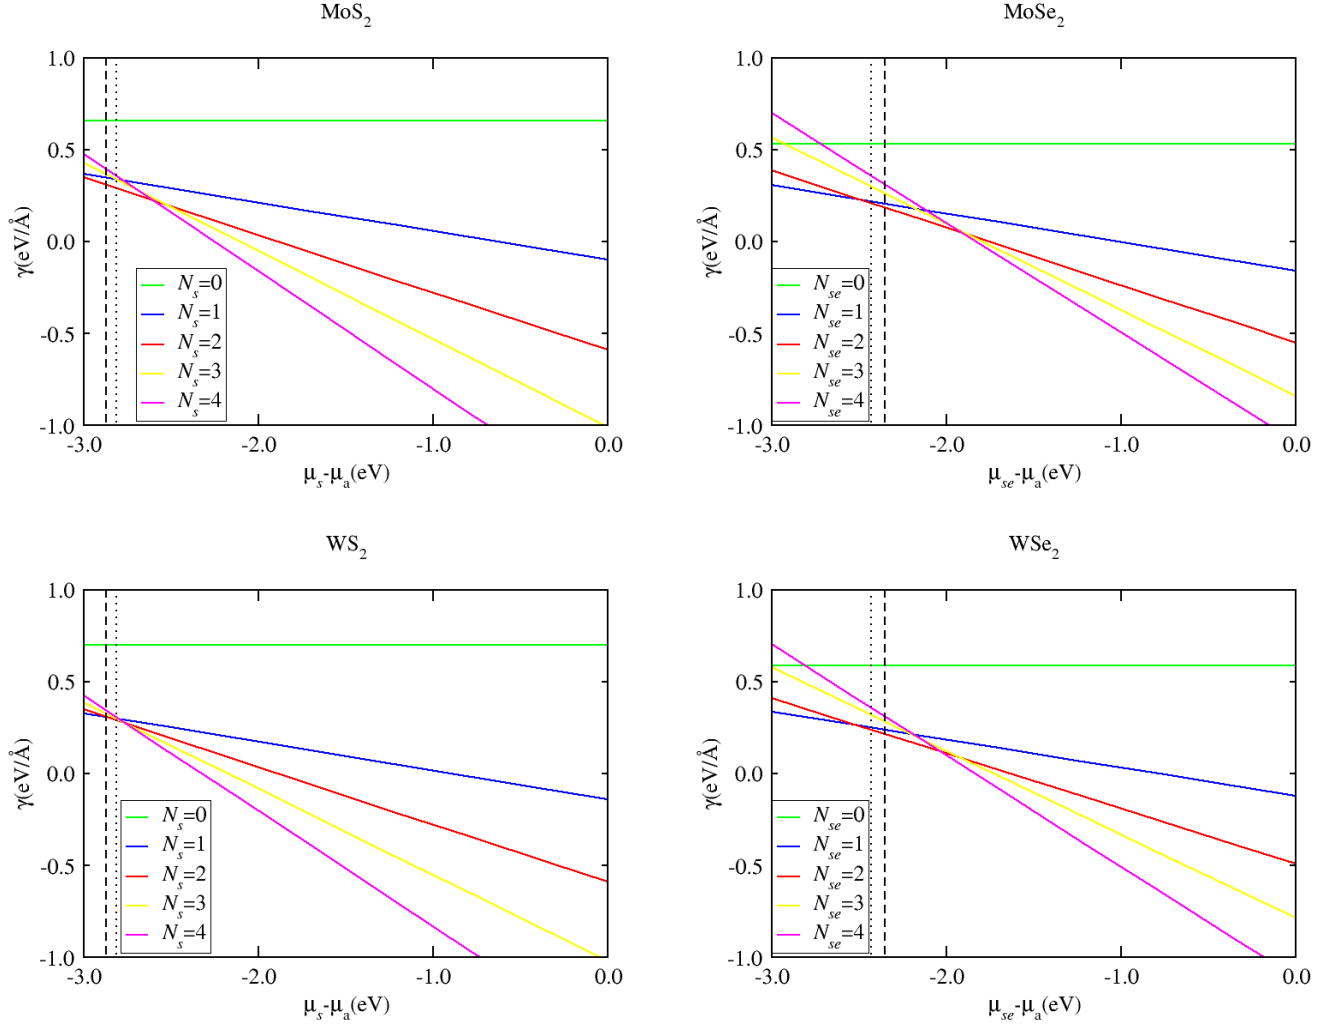 MoS2
1.0
0.5
0.0
-0.5
-1.0
γ(eV/Å)
Ns=0
Ns=1
Ns=2
Ns=3
Ns=4
-3.0 -2.0 -1.0 0.0
μs-μa(eV)
MoSe2
1.0
0.5
0.0
-0.5
-1.0
γ(eV/Å)
Nse=0
Nse=1
Nse=2
Nse=3
Nse=4
-3.0 -2.0 -1.0 0.0
μse-μa(eV)
WS2
1.0
0.5
0.0
-0.5
-1.0
γ(eV/Å)
Ns=0
Ns=1
Ns=2
Ns=3
Ns=4
-3.0 -2.0 -1.0 0.0
μs-μa(eV)
WSe2
1.0
0.5
0.0
-0.5
-1.0
γ(eV/Å)
Nse=0
Nse=1
Nse=2
Nse=3
Nse=4
-3.0 -2.0 -1.0 0.0
μse-μa(eV)